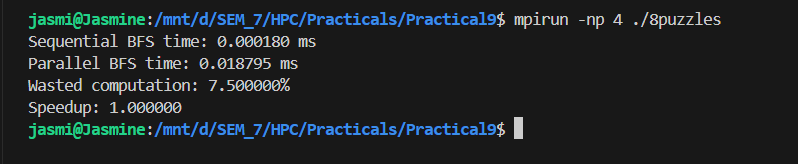 jasmi@Jasmine:/mnt/d/SEM_7/HPC/Practicals/Practical9$ mpirun -np 4 ./8puzzles
Sequential BFS time: 0.000180 ms
Parallel BFS time: 0.018795 ms
Wasted computation: 7.500000%
Speedup: 1.000000
jasmi@Jasmine:/mnt/d/SEM_7/HPC/Practicals/Practical9$